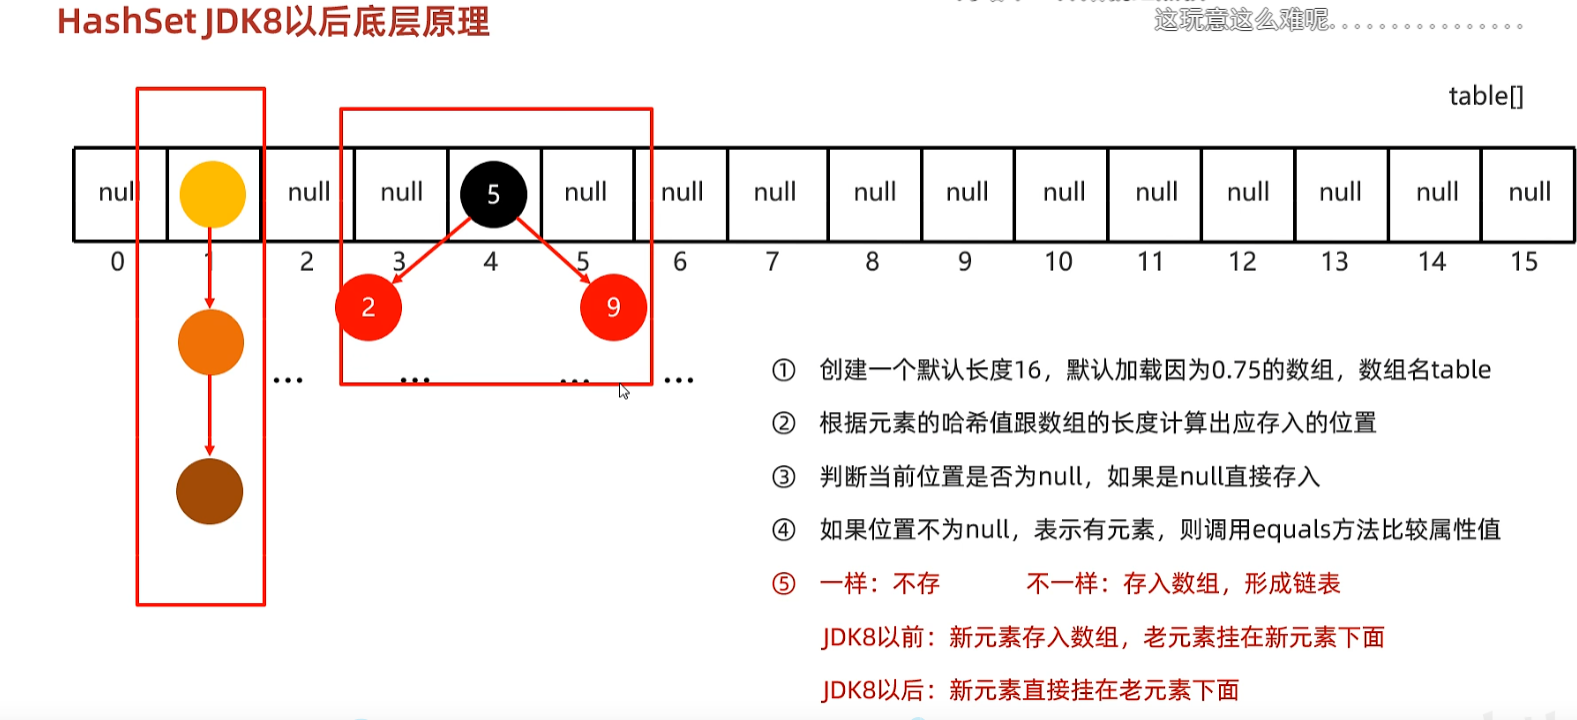 HashSet JDK8以后底层原理
这玩意这么难呢................
table[]
nul null null 5 null null null null null null null null null null null
0 1 2 3 4 5 6 7 8 9 10 11 12 13 14 15
2 9
... ... ... ...
① 创建一个默认长度16，默认加载因为0.75的数组，数组名table
② 根据元素的哈希值跟数组的长度计算出应存入的位置
③ 判断当前位置是否为null，如果是null直接存入
④ 如果位置不为null，表示有元素，则调用equals方法比较属性值
⑤ 一样：不存 不一样：存入数组，形成链表
JDK8以前：新元素存入数组，老元素挂在新元素下面
JDK8以后：新元素直接挂在老元素下面